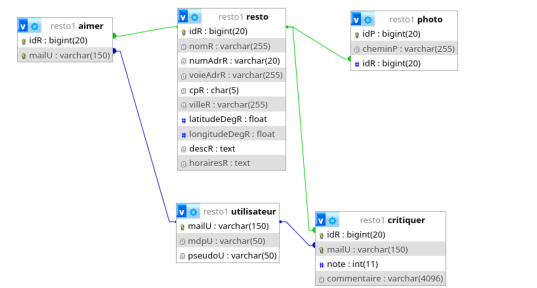 resto1 aimer
idR : bigint(20)
mailU : varchar(150)
resto1 resto
idR : bigint(20)
nomR : varchar(255)
numAdrR : varchar(20)
voieAdrR : varchar(255)
cpR : char(5)
villeR : varchar(255)
latitudeDegR : float
longitudeDegR : float
descR : text
horairesR : text
resto1 photo
idP : bigint(20)
cheminP : varchar(255)
idR : bigint(20)
resto1 utilisateur
mailU : varchar(150)
mdpU : varchar(50)
pseudoU : varchar(50)
resto1 critiquer
idR : bigint(20)
mailU : varchar(150)
note : int(11)
commentaire : varchar(4096)